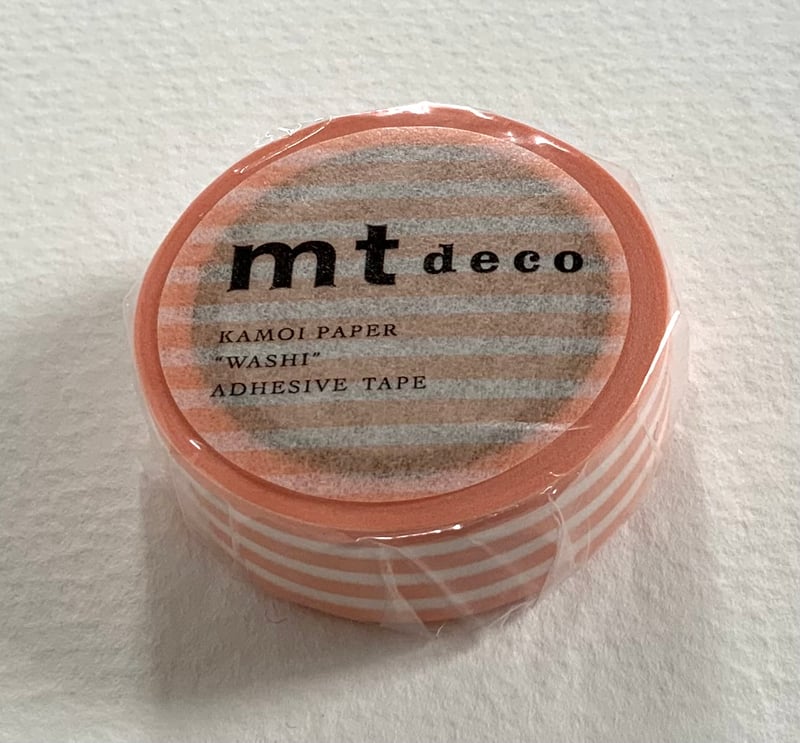 mt deco
KAMOI PAPER
"WASHI"
ADHESIVE TAPE